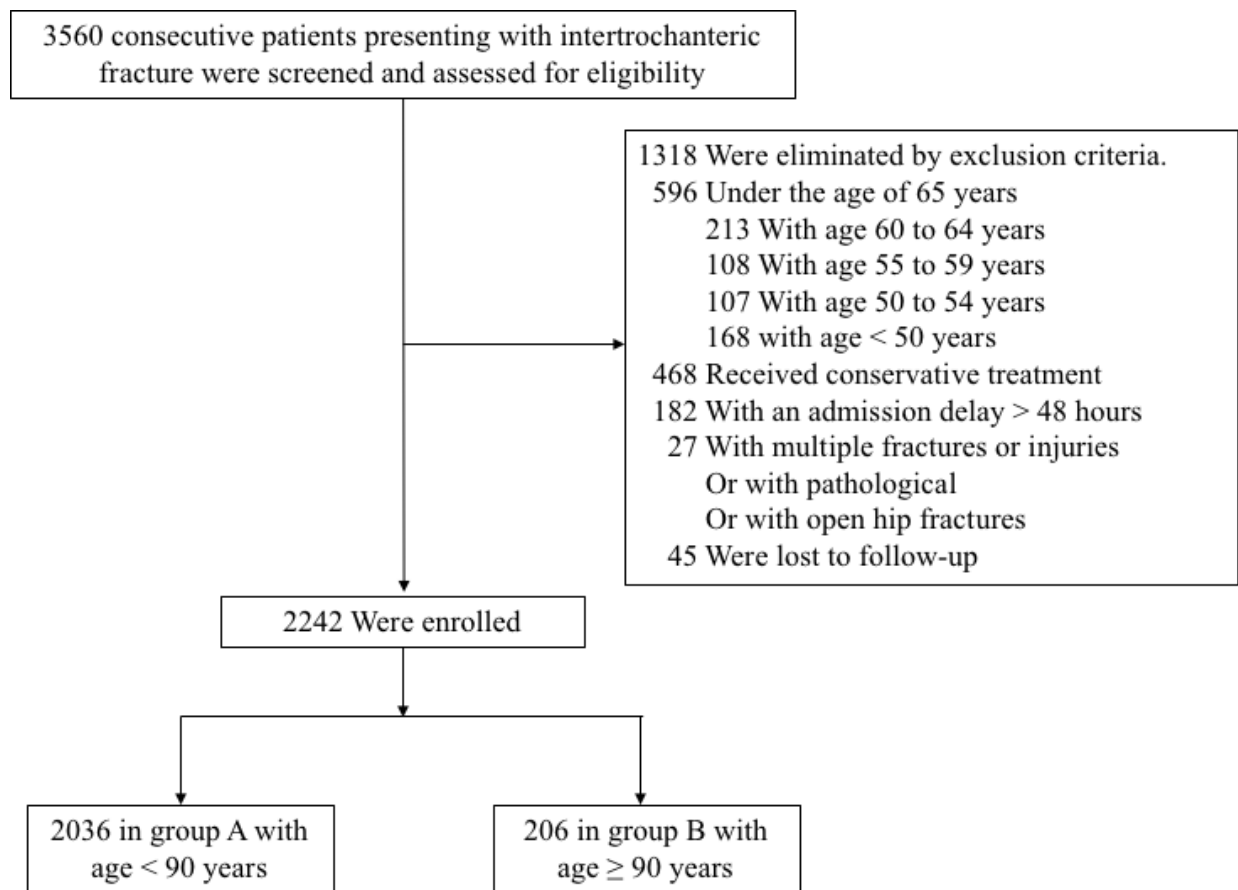 3560 consecutive patients presenting with intertrochanteric
fracture were screened and assessed for eligibility
1318 Were eliminated by exclusion criteria.
596 Under the age of 65 years
213 With age 60 to 64 years
108 With age 55 to 59 years
107 With age 50 to 54 years
168 with age < 50 years
468 Received conservative treatment
182 With an admission delay > 48 hours
27 With multiple fractures or injuries
Or with pathological
Or with open hip fractures
45 Were lost to follow-up
2242 Were enrolled
2036 in group A with
age < 90 years
206 in group B with
age ≥ 90 years